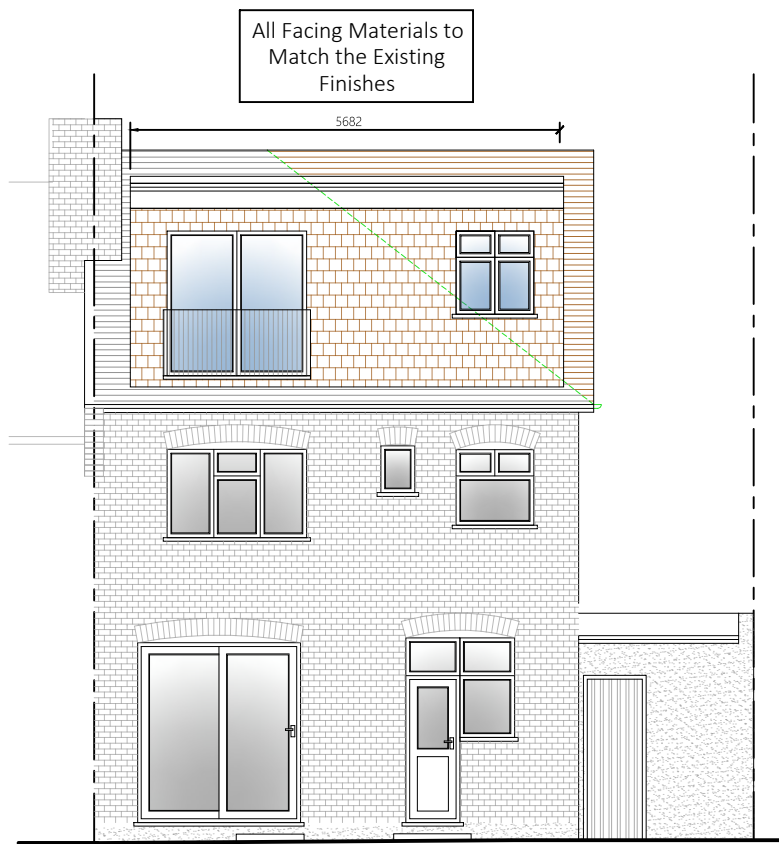 All Facing Materials to
Match the Existing
Finishes
5682